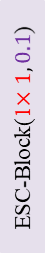 ESC-Block(1× 1, 0.1)